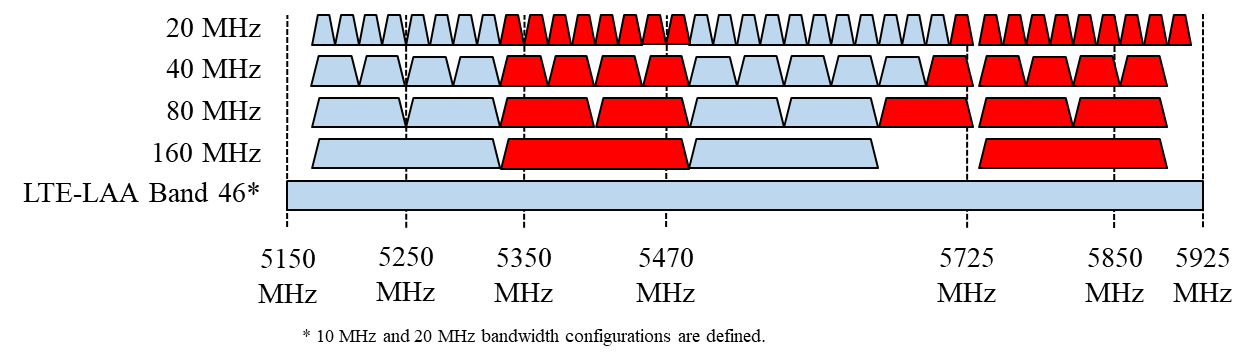 20 MHz
40 MHz
80 MHz
160 MHz
LTE-LAA Band 46*
5150 MHz
5250 MHz
5350 MHz
5470 MHz
5725 MHz
5850 MHz
5925 MHz
* 10 MHz and 20 MHz bandwidth configurations are defined.